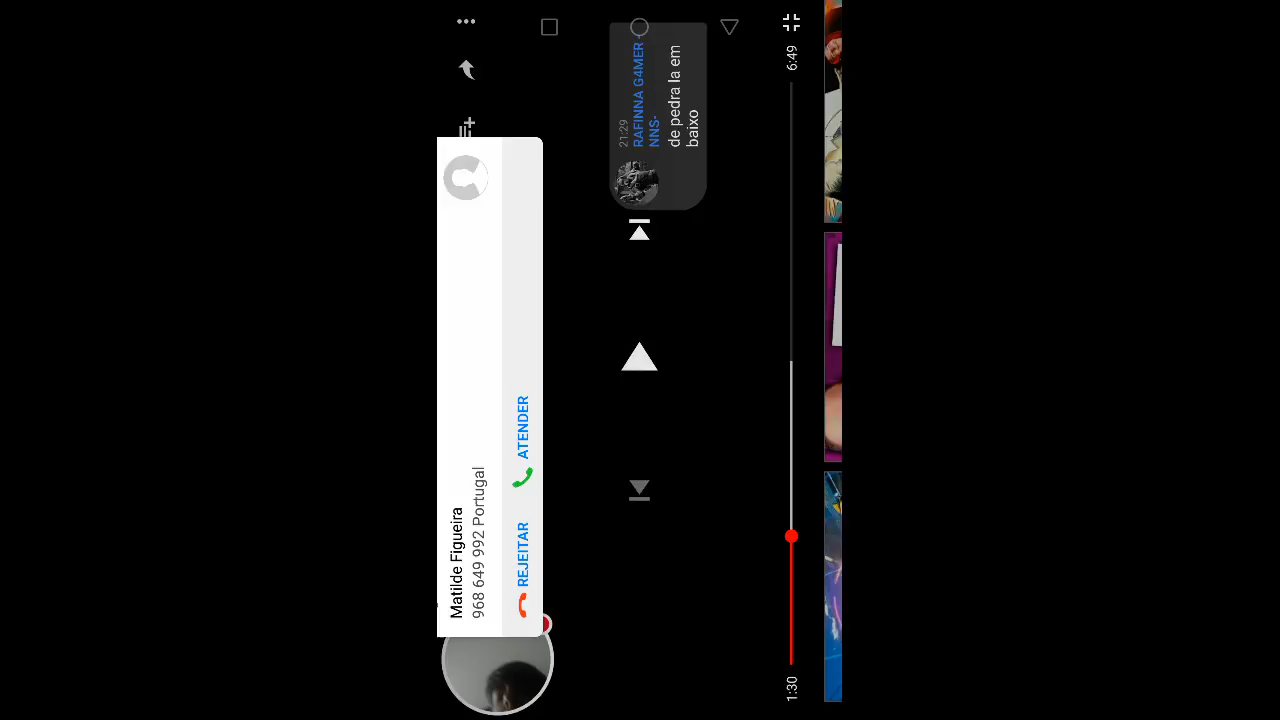 Matilde Figueira
968 649 992 Portugal
REJEITAR
ATENDER
21:29
RAFINNA G4MER -
NNS-
de pedra la em
baixo
1:30
6:49